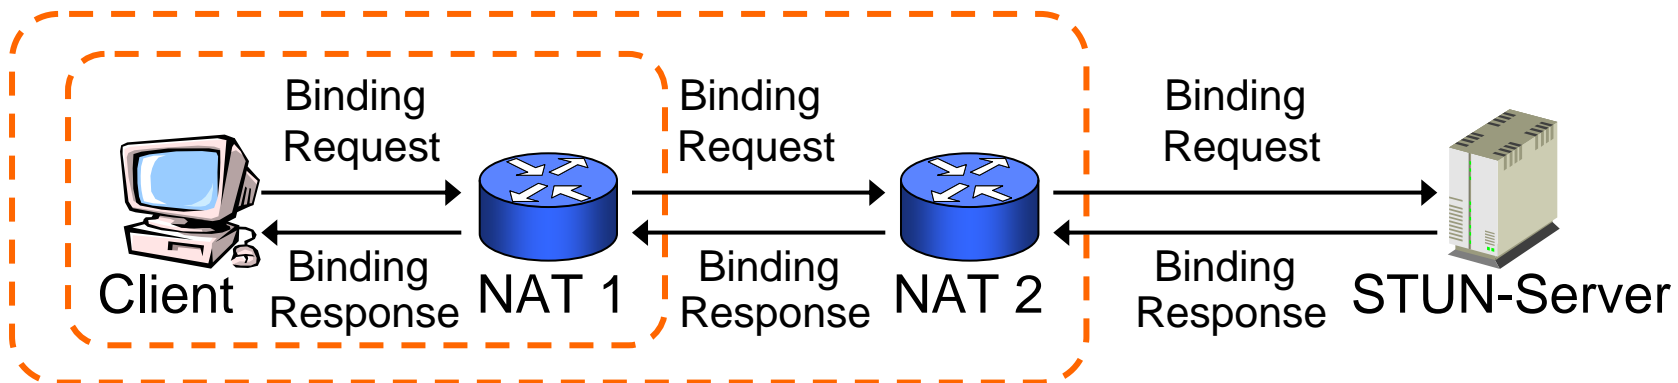 Binding
Request
Binding
Request
Binding
Request
Client
Binding
Response
NAT 1
Binding
Response
NAT 2
Binding
Response
STUN-Server